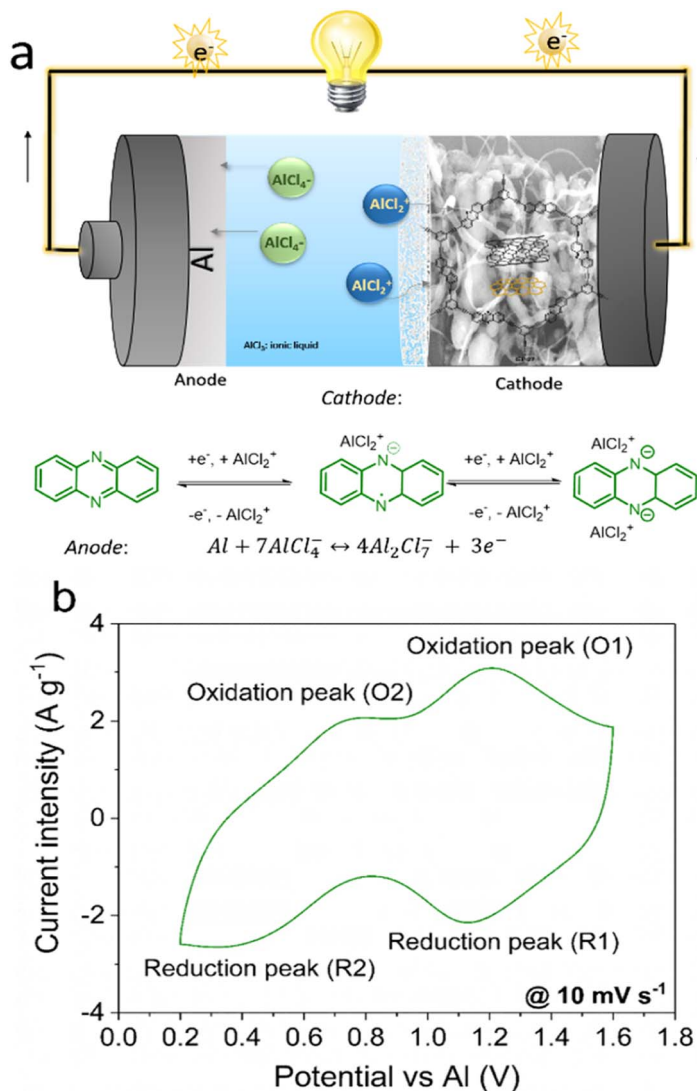 a
e-
e-
AlCl4-
AlCl4-
AlCl2+
AlCl2+
Al
AlCl3: ionic liquid
Anode
Cathode
Cathode:
AlCl2+ ⊖
AlCl2+ ⊖
N
N
N
N•
N
N
+e-, + AlCl2+
-e-, - AlCl2+
+e-, + AlCl2+
-e-, - AlCl2+
⊖
AlCl2+
Anode: Al + 7AlCl4− ↔ 4Al2Cl7− + 3e−
b
Current intensity (A g-1)
4
2
0
-2
-4
Oxidation peak (O1)
Oxidation peak (O2)
Reduction peak (R1)
Reduction peak (R2)
@ 10 mV s-1
0.0 0.2 0.4 0.6 0.8 1.0 1.2 1.4 1.6 1.8
Potential vs Al (V)